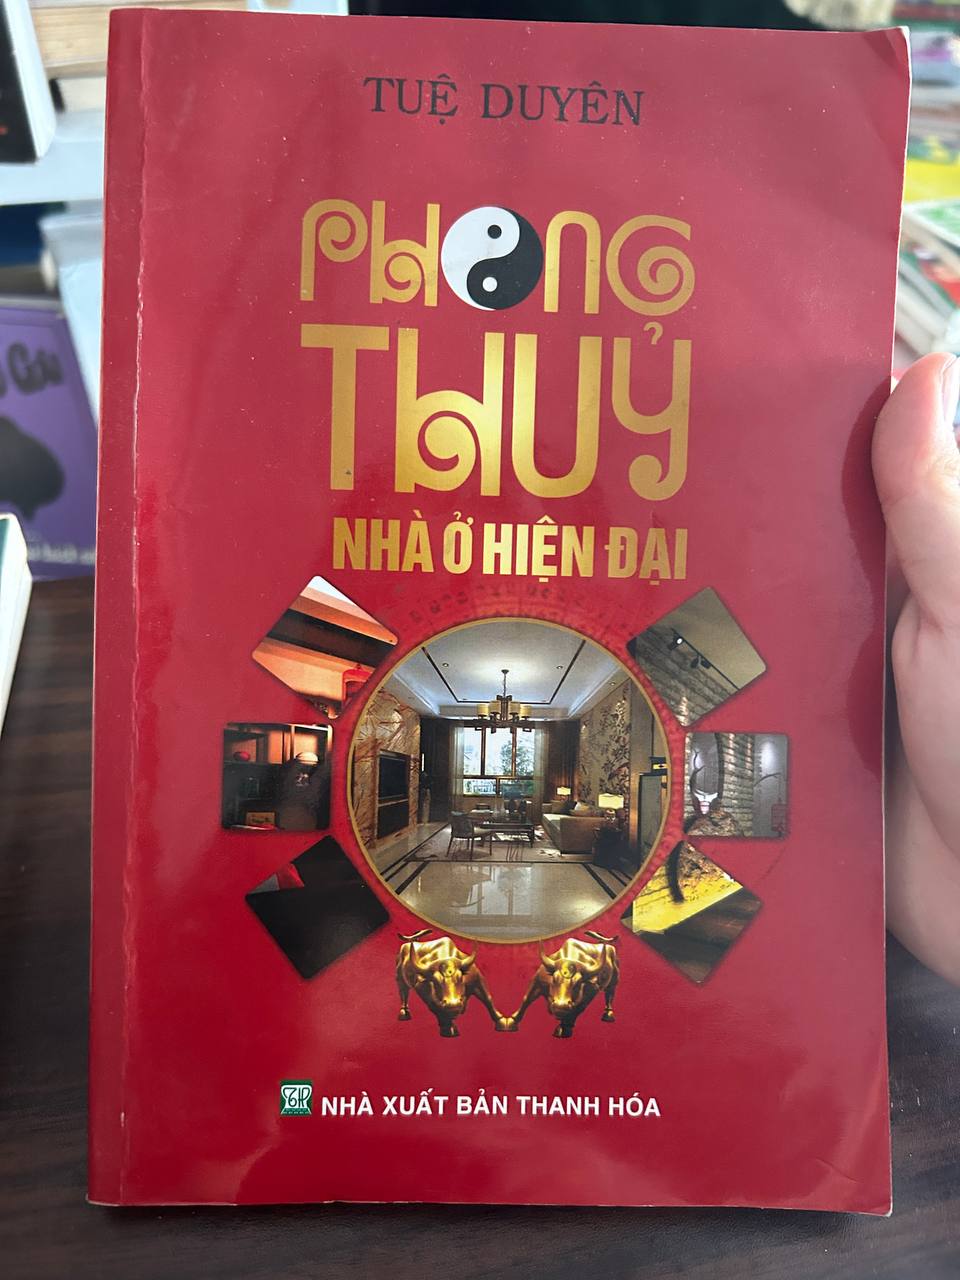 TUỆ DUYÊN
PHONG
THUỶ
NHÀ Ở HIỆN ĐẠI
NHÀ XUẤT BẢN THANH HÓA